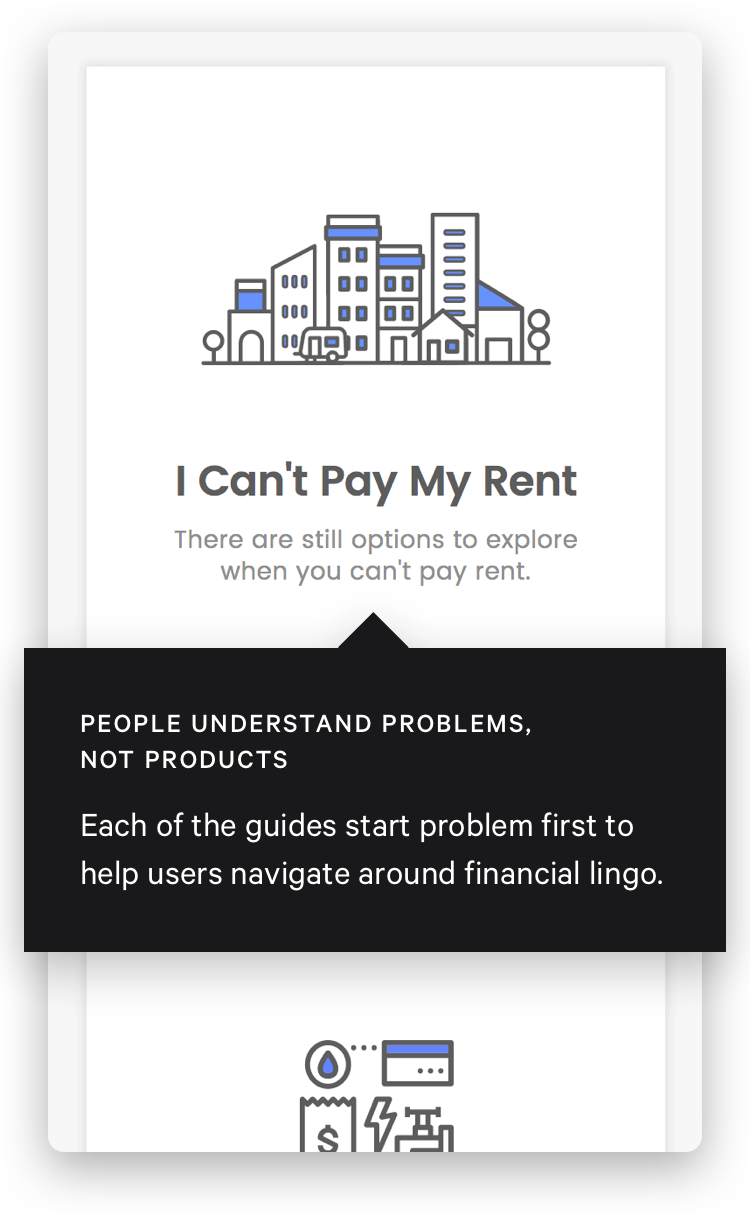 I Can't Pay My Rent
There are still options to explore
when you can't pay rent.
PEOPLE UNDERSTAND PROBLEMS,
NOT PRODUCTS
Each of the guides start problem first to
help users navigate around financial lingo.
$